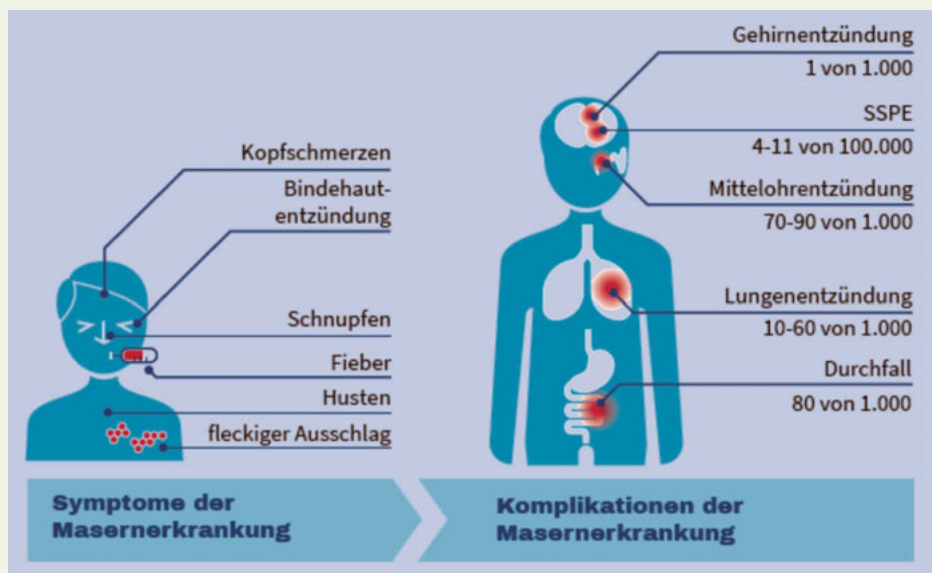 Kopfschmerzen
Bindehaut-
entzündung
Schnupfen
Fieber
Husten
fleckiger Ausschlag
Symptome der
Masernerkrankung
Gehirnentzündung
1 von 1.000
SSPE
4-11 von 100.000
Mittelohrentzündung
70-90 von 1.000
Lungenentzündung
10-60 von 1.000
Durchfall
80 von 1.000
Komplikationen der
Masernerkrankung